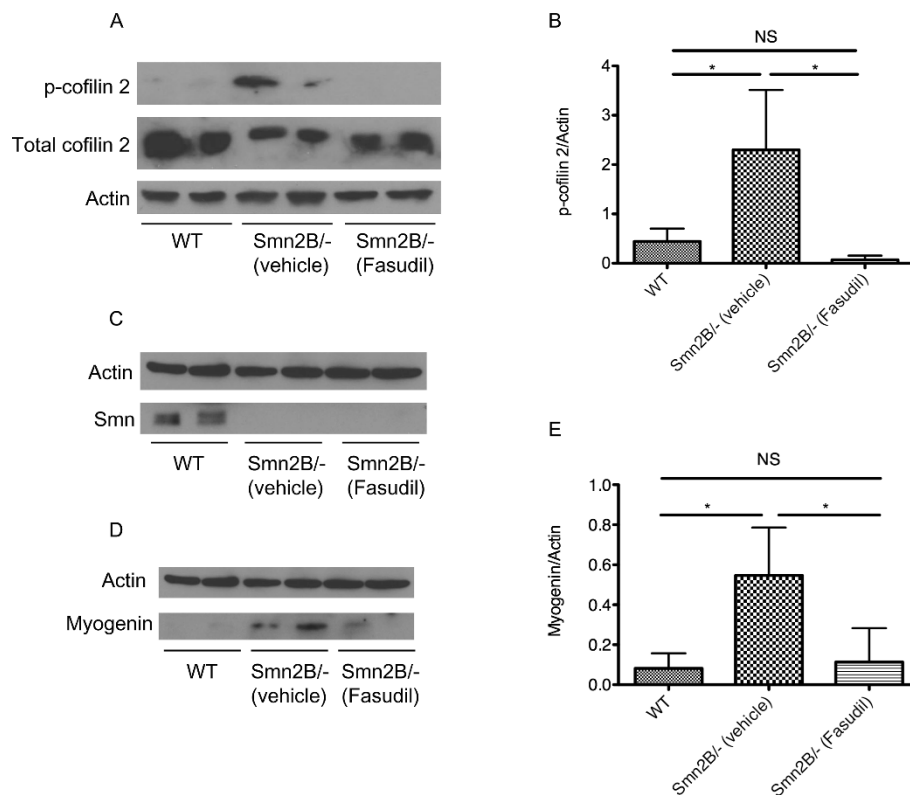 A
p-cofilin 2
Total cofilin 2
Actin
WT
Smn2B/-
(vehicle)
Smn2B/-
(Fasudil)
B
NS
*
*
p-cofilin 2/Actin
4
3
2
1
0
WT
Smn2B/- (vehicle)
Smn2B/- (Fasudil)
C
Actin
Smn
WT
Smn2B/-
(vehicle)
Smn2B/-
(Fasudil)
D
Actin
Myogenin
WT
Smn2B/-
(vehicle)
Smn2B/-
(Fasudil)
E
NS
*
*
Myogenin/Actin
1.0
0.8
0.6
0.4
0.2
0.0
WT
Smn2B/- (vehicle)
Smn2B/- (Fasudil)